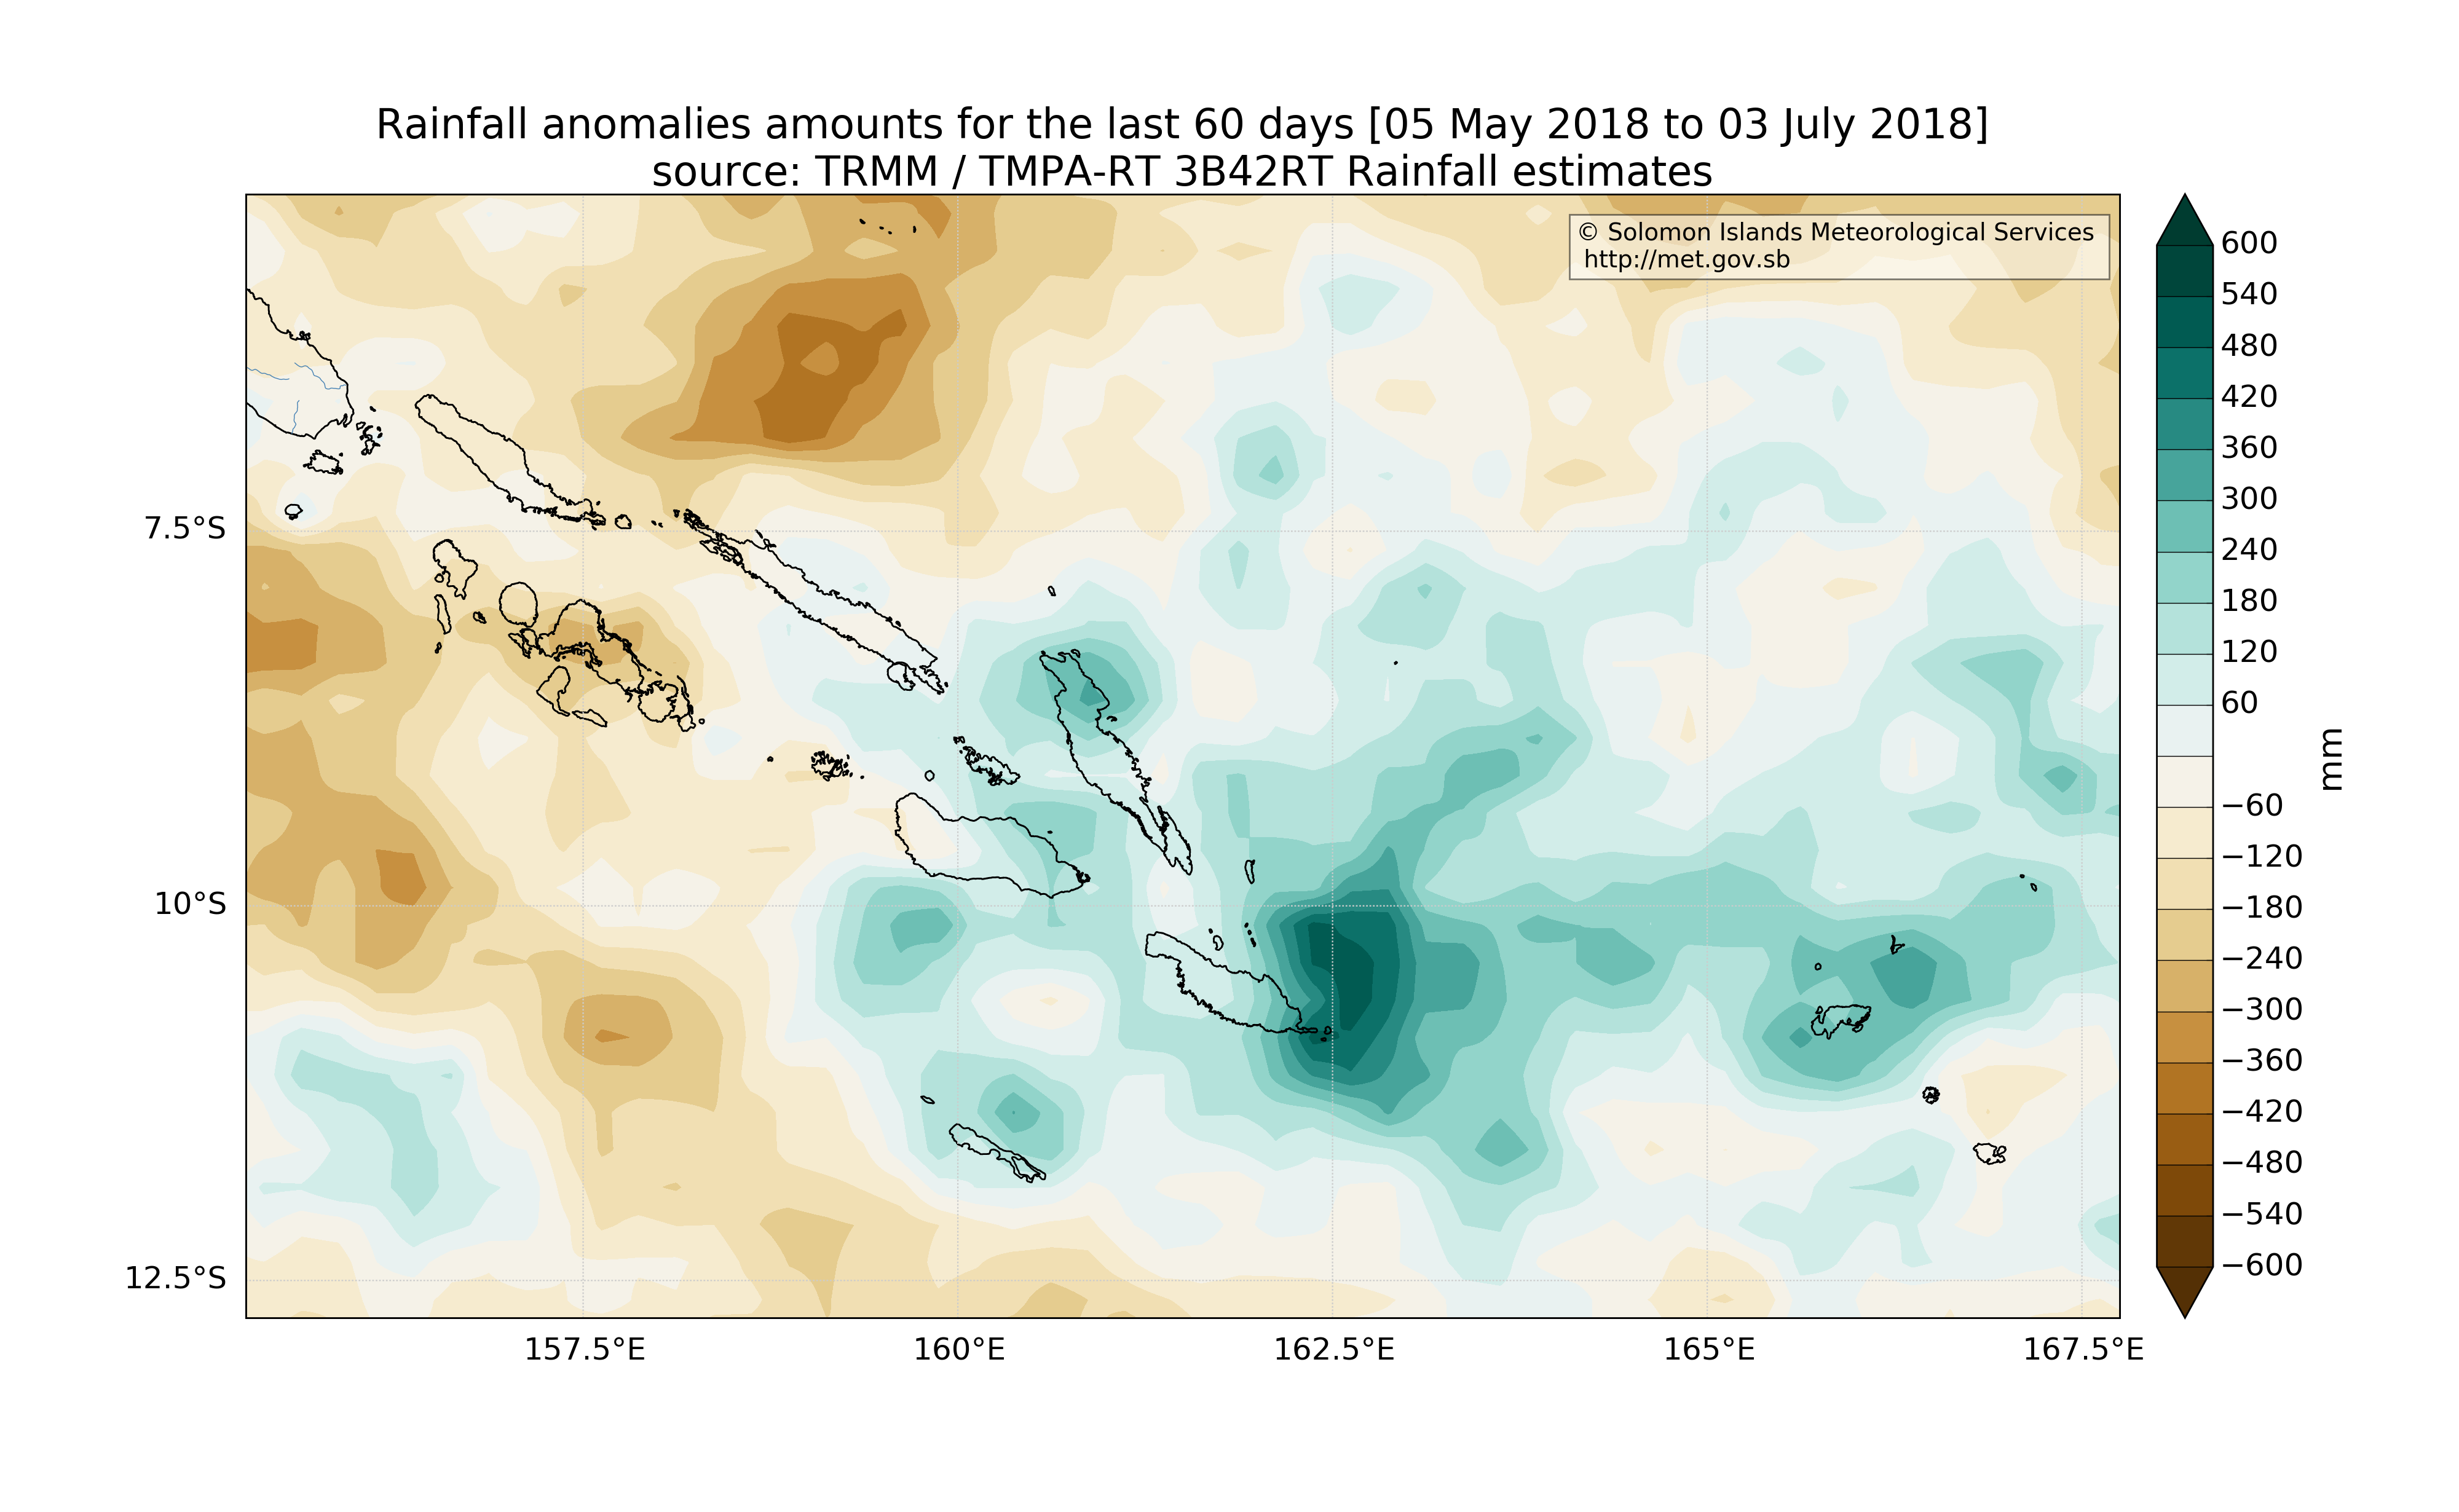 Rainfall anomalies amounts for the last 60 days [05 May 2018 to 03 July 2018]
source: TRMM / TMPA-RT 3B42RT Rainfall estimates
© Solomon Islands Meteorological Services
http://met.gov.sb
7.5°S
10°S
12.5°S
157.5°E
160°E
162.5°E
165°E
167.5°E
600
540
480
420
360
300
240
180
120
60
−60
−120
−180
−240
−300
−360
−420
−480
−540
−600
mm